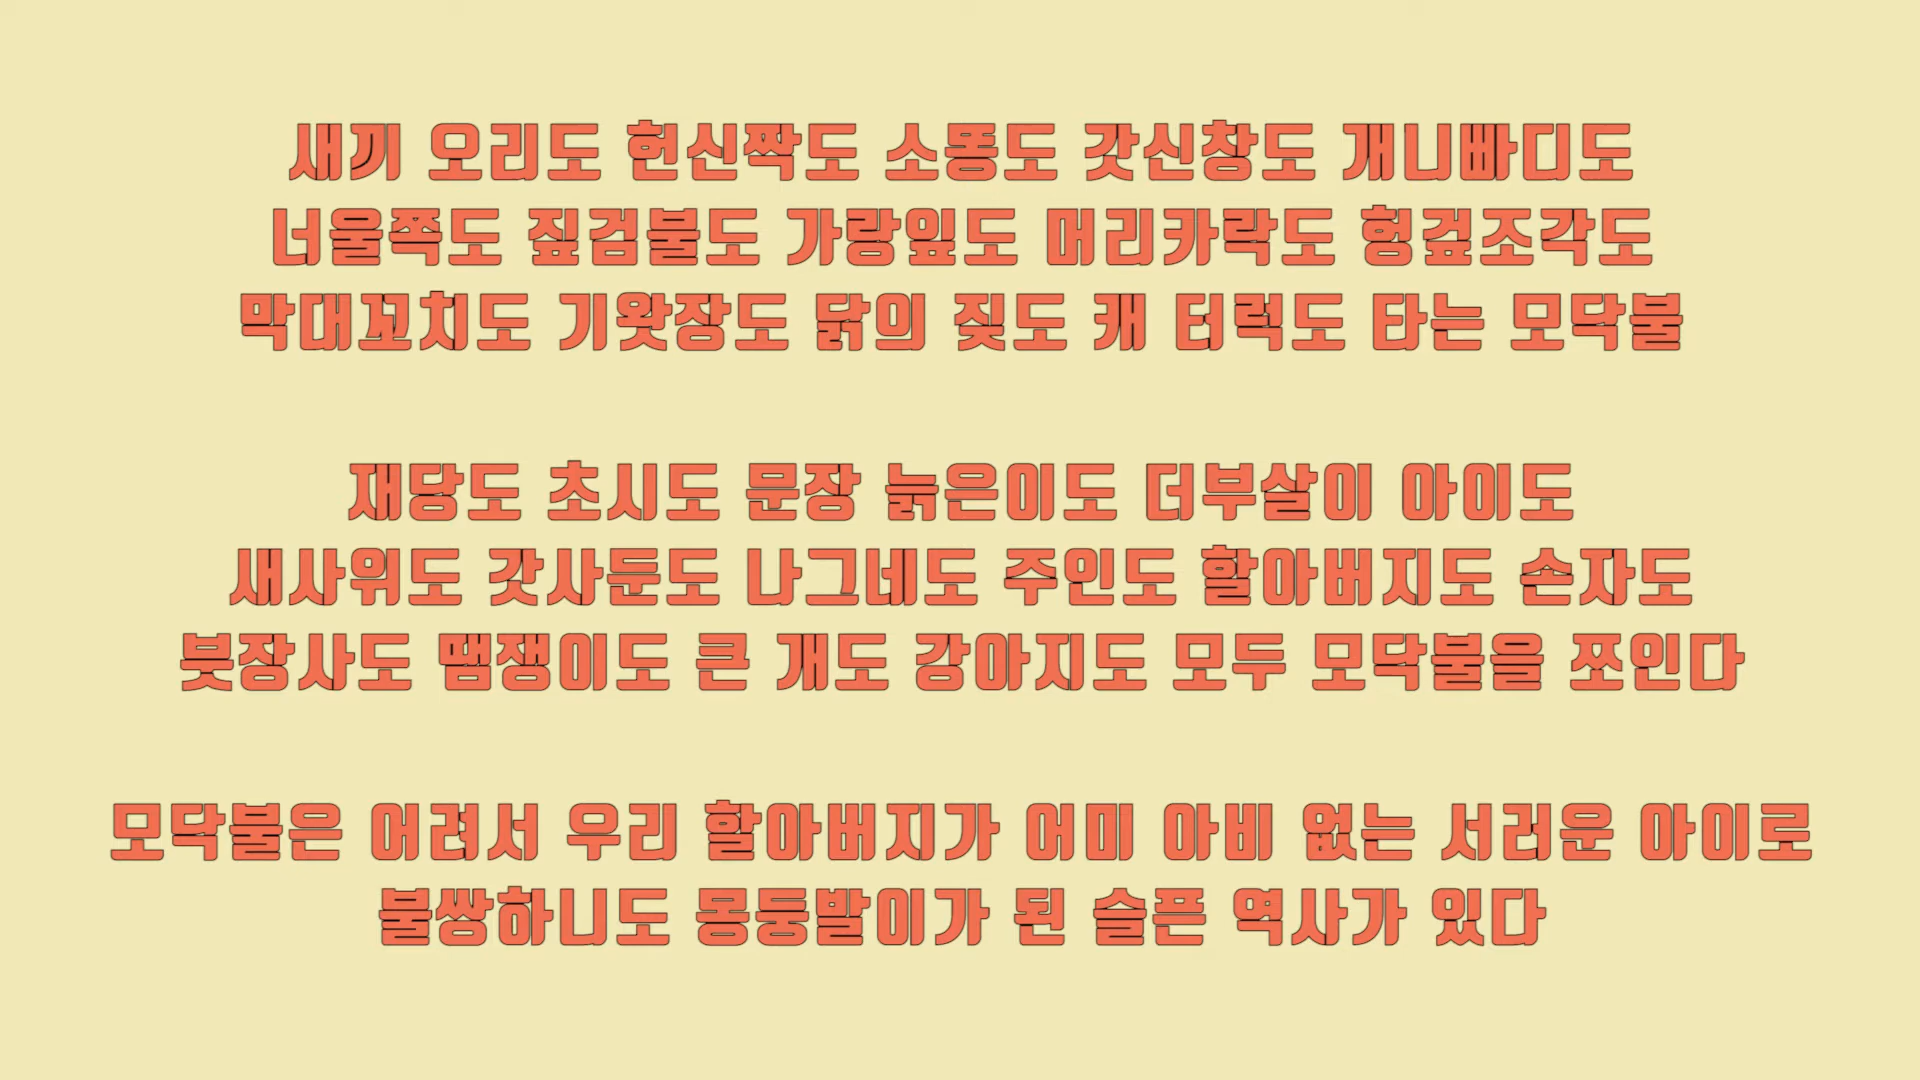 새끼 오리도 헌신짝도 소똥도 갓신창도 개니빠디도
너울쪽도 짚검불도 가랑잎도 머리카락도 헝겊조각도
막대꼬치도 기왓장도 닭의 짖도 캐 터럭도 타는 모닥불
재당도 초시도 문장 늙은이도 더부살이 아이도
새사위도 갓사둔도 나그네도 주인도 할아버지도 손자도
붓장사도 땜쟁이도 큰 개도 강아지도 모두 모닥불을 쪼인다
모닥불은 어려서 우리 할아버지가 어미 아비 없는 서러운 아이로
불쌍하니도 몽둥발이가 된 슬픈 역사가 있다